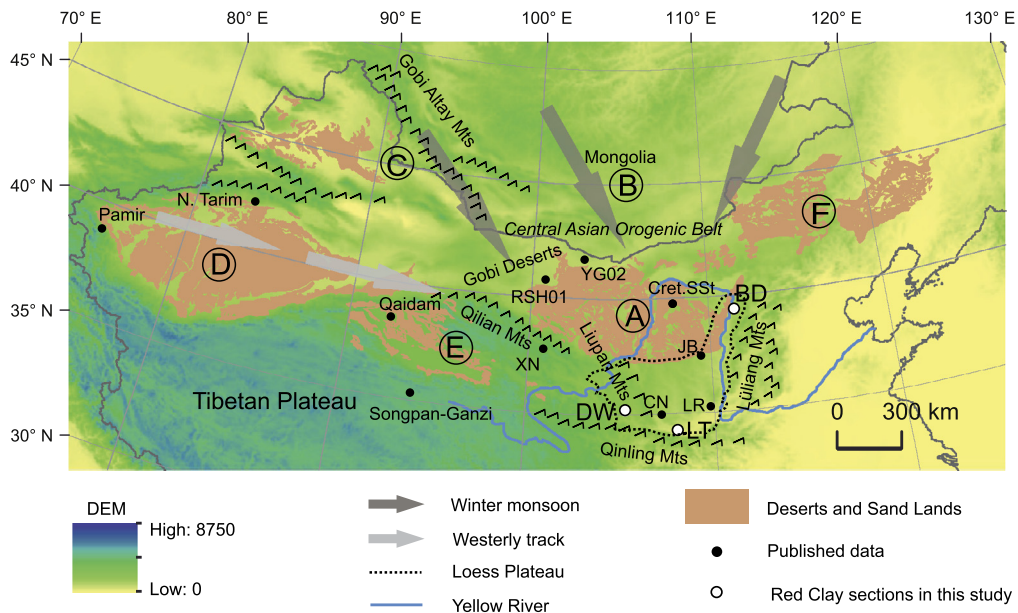 70° E 80° E 90° E 100° E 110° E 120° E 130° E
45° N
40° N
35° N
30° N
Gobi Altay Mts
C
Mongolia
B
N. Tarim
Pamir
F
Central Asian Orogenic Belt
D
Gobi Deserts
YG02
RSH01
Cret.SSt
BD
Qaidam
A
Qilian Mts
E
Liupan Mts
JB
XN
Lüliang Mts
Tibetan Plateau
Songpan-Ganzi
DW
CN
LR
LT
Qinling Mts
0 300 km
DEM
High: 8750
Low: 0
Winter monsoon
Westerly track
Loess Plateau
Yellow River
Deserts and Sand Lands
Published data
Red Clay sections in this study